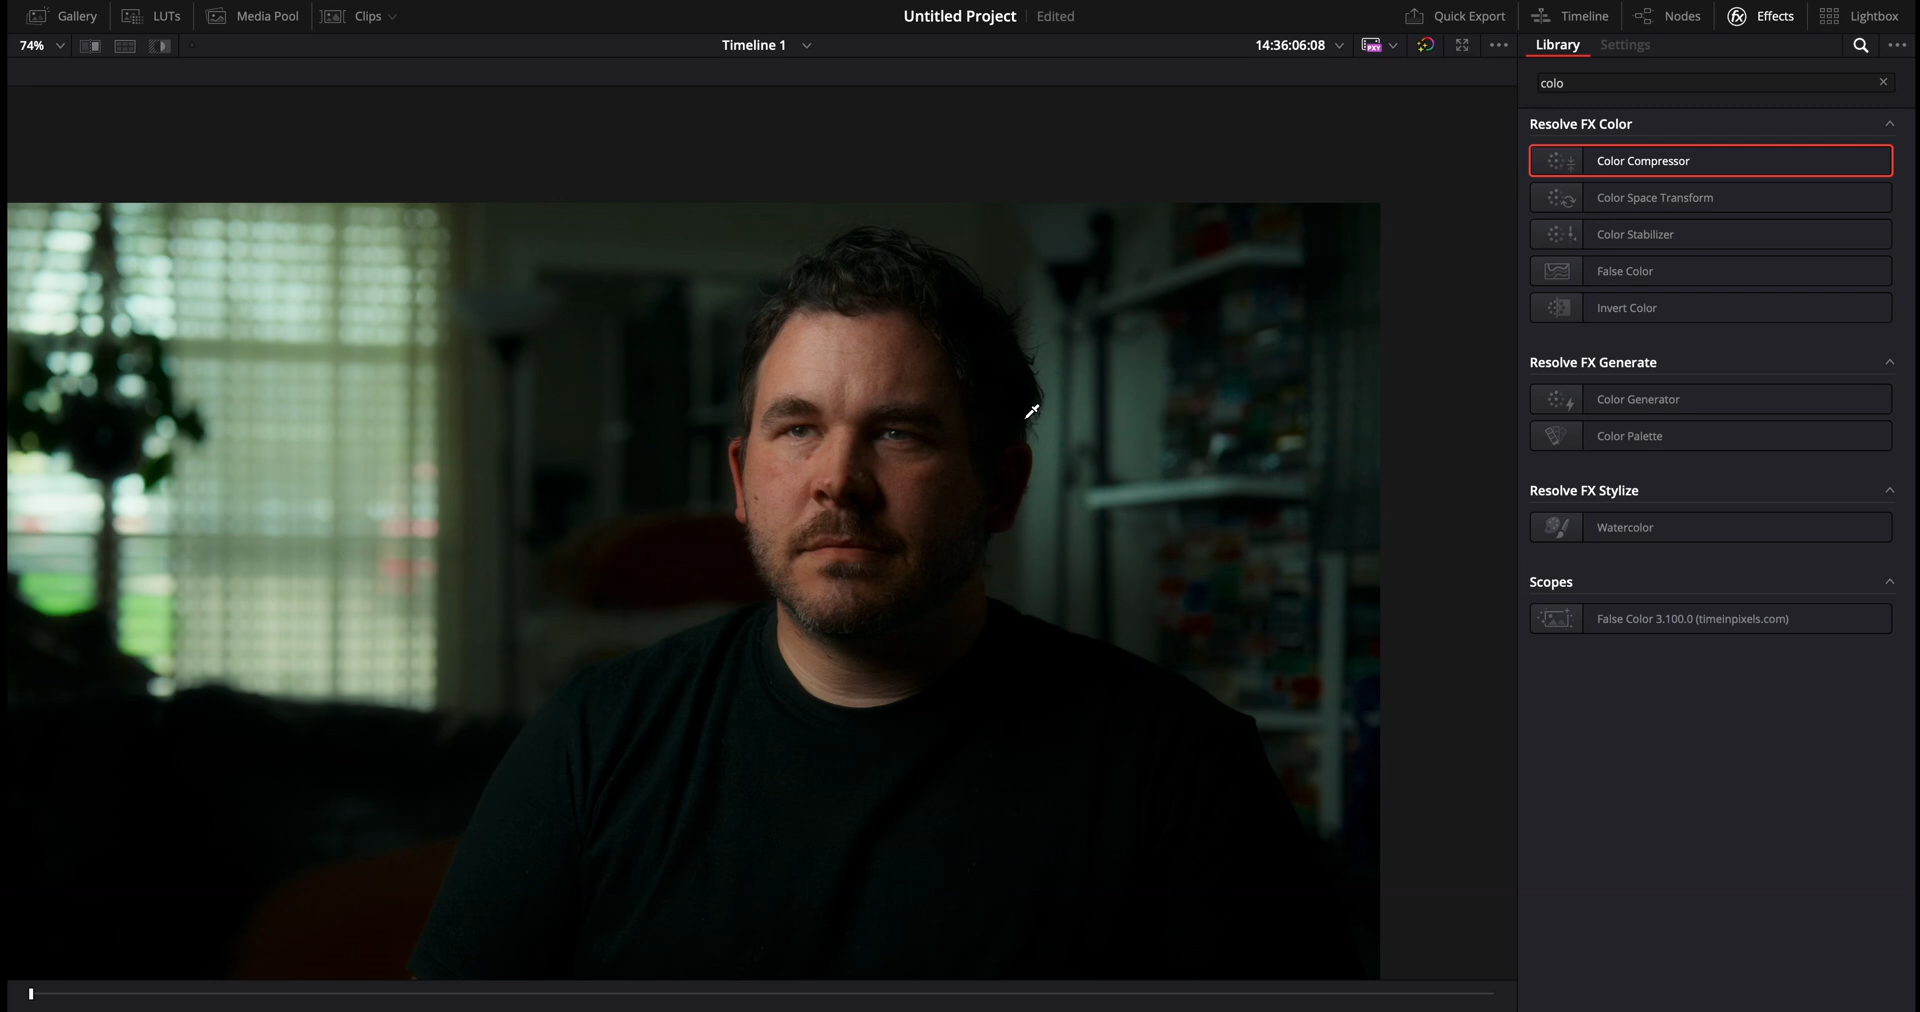 Gallery LUTs Media Pool Clips Untitled Project Edited Quick Export Timeline Nodes fx Effects Lightbox
74% Timeline 1 14:36:06:08 PXY Library Settings
colo
Resolve FX Color
Color Compressor
Color Space Transform
Color Stabilizer
False Color
Invert Color
Resolve FX Generate
Color Generator
Color Palette
Resolve FX Stylize
Watercolor
Scopes
False Color 3.100.0 (timeinpixels.com)